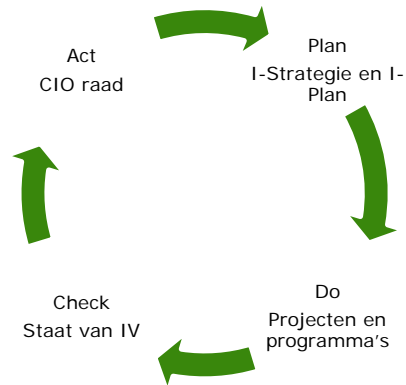 Act
CIO raad
Plan
I-Strategie en I-
Plan
Do
Projecten en
programma's
Check
Staat van IV